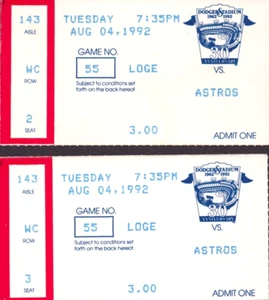 143
AISLE
WC
ROW
2
SEAT
TUESDAY 7:35PM
AUG 04,1992
GAME NO.
55 LOGE
Subject to conditions set
forth on the back hereof.
3.00
DODGER STADIUM
1962 1992
30
ANNIVERSARY
VS.
ASTROS
ADMIT ONE
143
AISLE
WC
ROW
3
SEAT
TUESDAY 7:35PM
AUG 04,1992
GAME NO.
55 LOGE
Subject to conditions set
forth on the back hereof.
3.00
DODGER STADIUM
1962 1992
30
ANNIVERSARY
VS.
ASTROS
ADMIT ONE